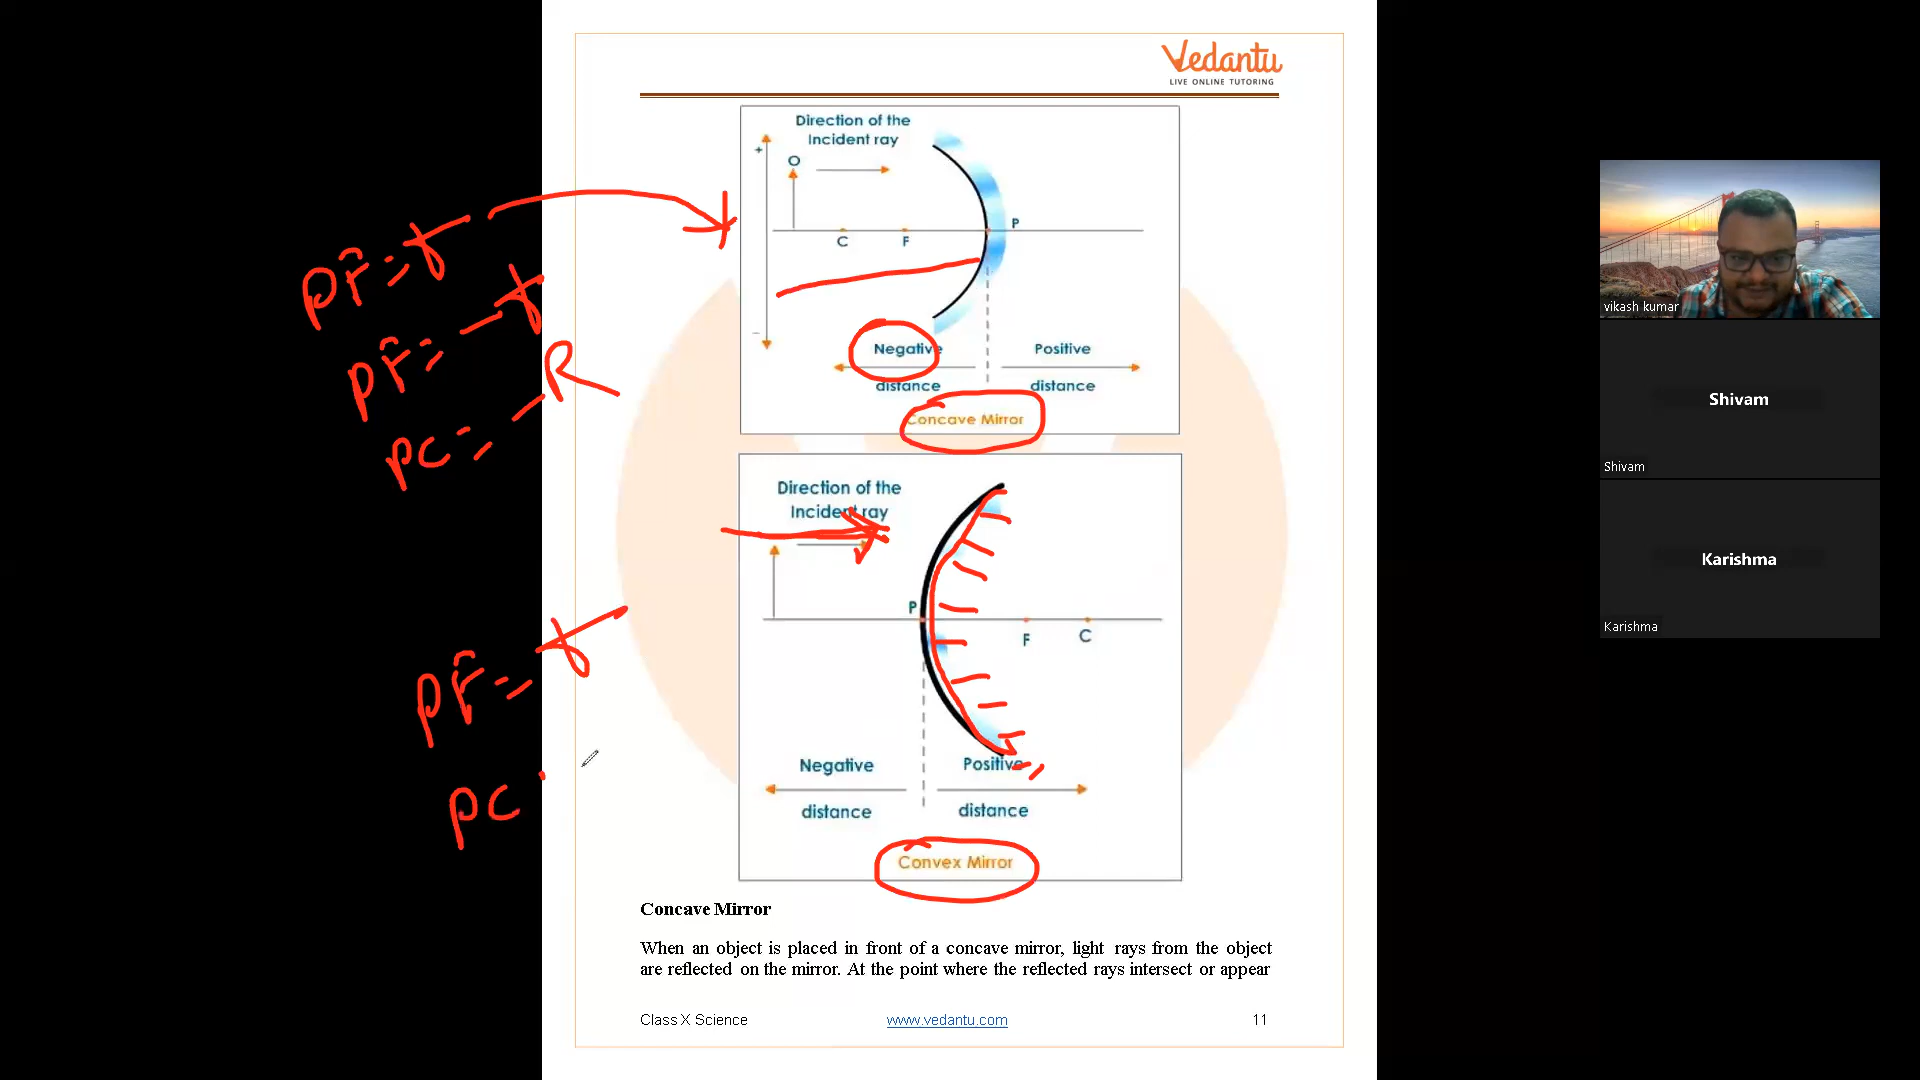 Vedantu
LIVE ONLINE TUTORING
Direction of the
Incident ray
+
O
P
C
F
–
Negative
Positive
distance
distance
Concave Mirror
PF =
PF = -
PC = -R
Direction of the
Incident ray
P
F
C
Negative
Positive
distance
distance
Convex Mirror
PF =
PC
Concave Mirror
When an object is placed in front of a concave mirror, light rays from the object
are reflected on the mirror. At the point where the reflected rays intersect or appear
Class X Science
www.vedantu.com
11
vikash kumar
Shivam
Shivam
Karishma
Karishma